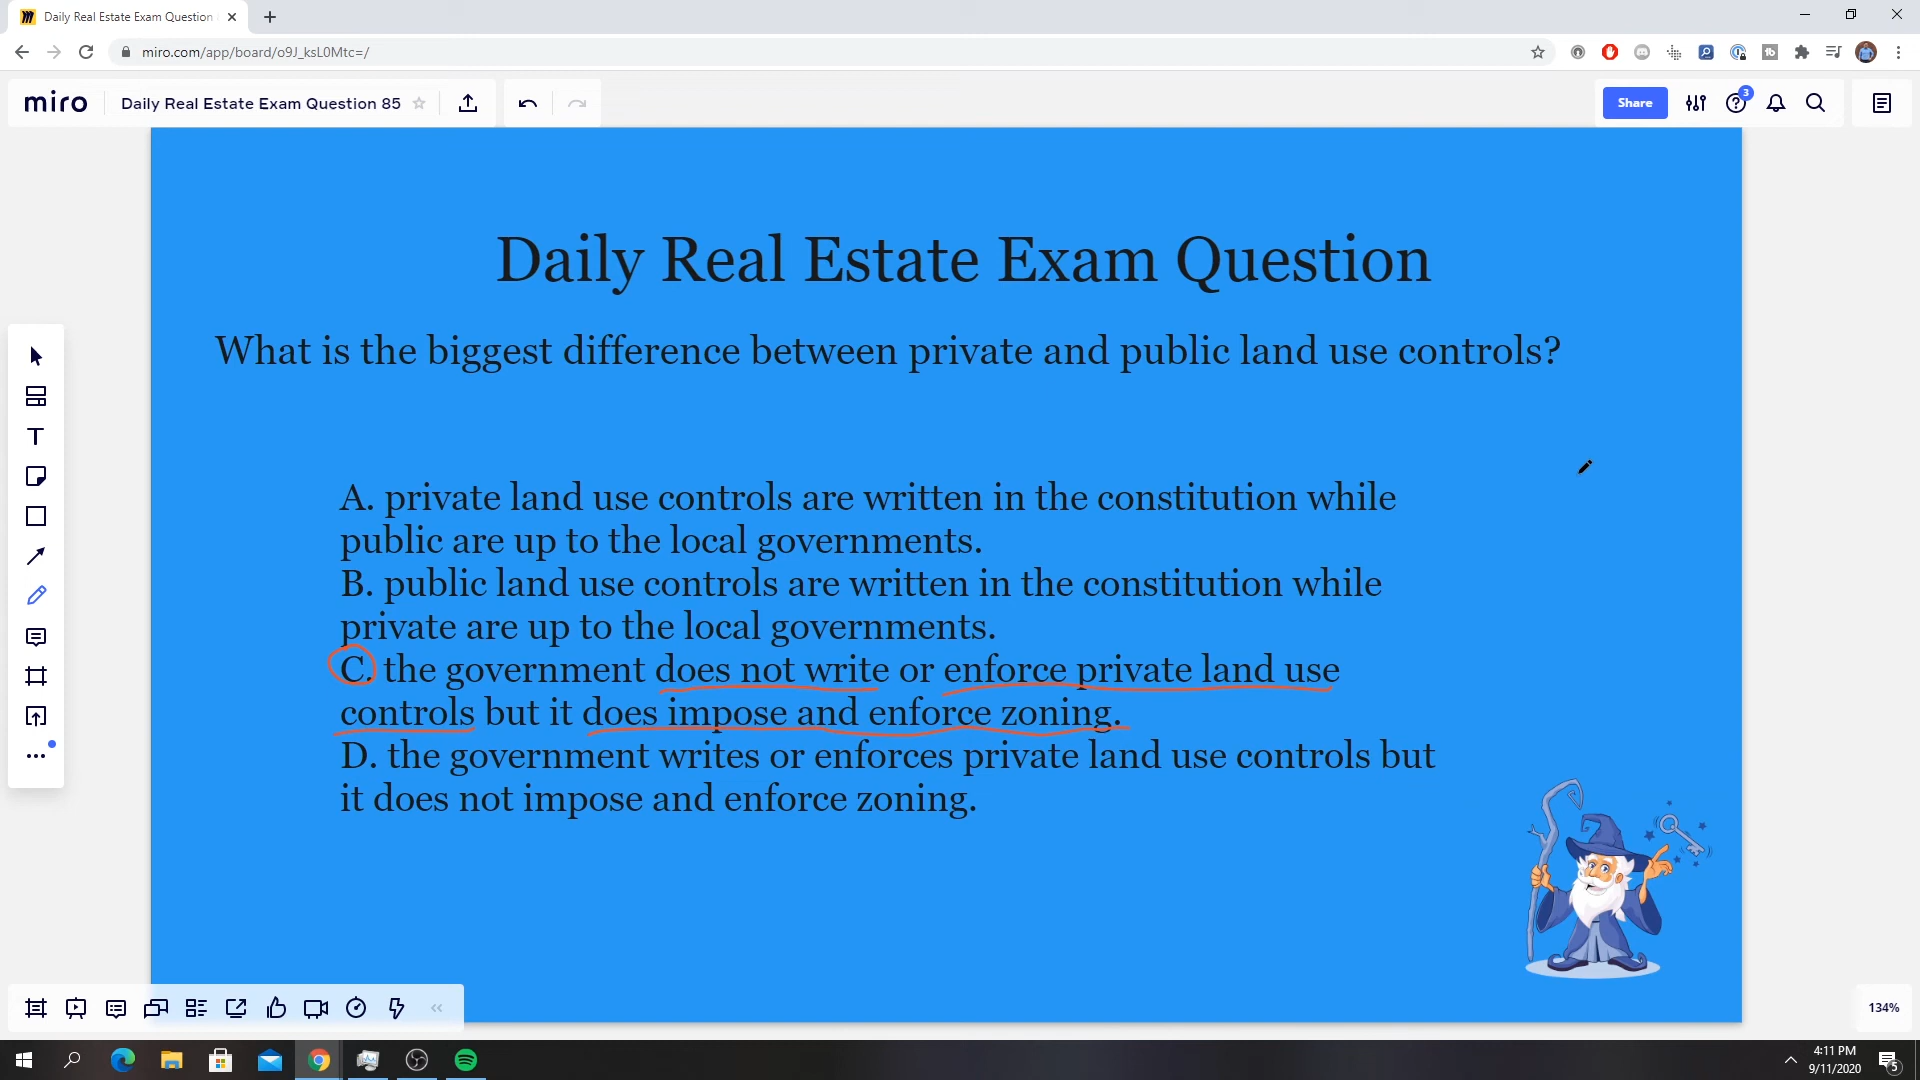 Daily Real Estate Exam Question
miro.com/app/board/o9J_ksL0Mtc=/
miro
Daily Real Estate Exam Question 85
Share
3
Daily Real Estate Exam Question
What is the biggest difference between private and public land use controls?
A. private land use controls are written in the constitution while
public are up to the local governments.
B. public land use controls are written in the constitution while
private are up to the local governments.
C. the government does not write or enforce private land use
controls but it does impose and enforce zoning.
D. the government writes or enforces private land use controls but
it does not impose and enforce zoning.
134%
4:11 PM
9/11/2020
5